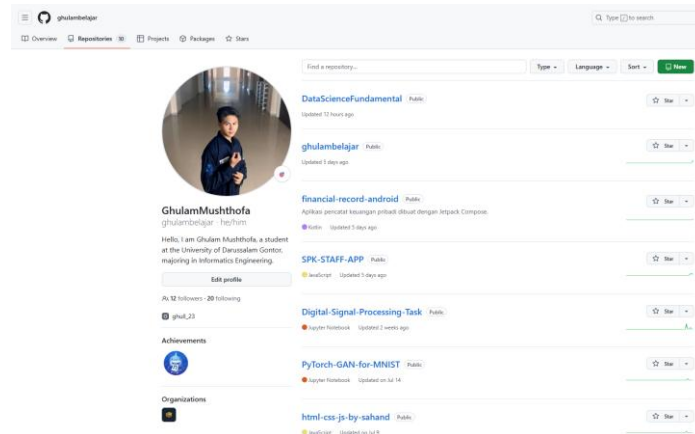 ghulambelajar
Type / to search
Overview Repositories 10 Projects Packages Stars
Find a repository... Type Language Sort New
DataScienceFundamental Public Star
Updated 12 hours ago
ghulambelajar Public Star
Updated 5 days ago
financial-record-android Public Star
Aplikasi pencatat keuangan pribadi dibuat dengan Jetpack Compose.
Kotlin Updated 5 days ago
SPK-STAFF-APP Public Star
JavaScript Updated 5 days ago
Digital-Signal-Processing-Task Public Star
Jupyter Notebook Updated 2 weeks ago
PyTorch-GAN-for-MNIST Public Star
Jupyter Notebook Updated on Jul 14
html-css-js-by-sahand Public Star
JavaScript Updated on Jul 9
GhulamMushthofa
ghulambelajar · he/him
Hello, I am Ghulam Mushthofa, a student
at the University of Darussalam Gontor,
majoring in Informatics Engineering.
Edit profile
12 followers · 20 following
ghull_23
Achievements
Organizations